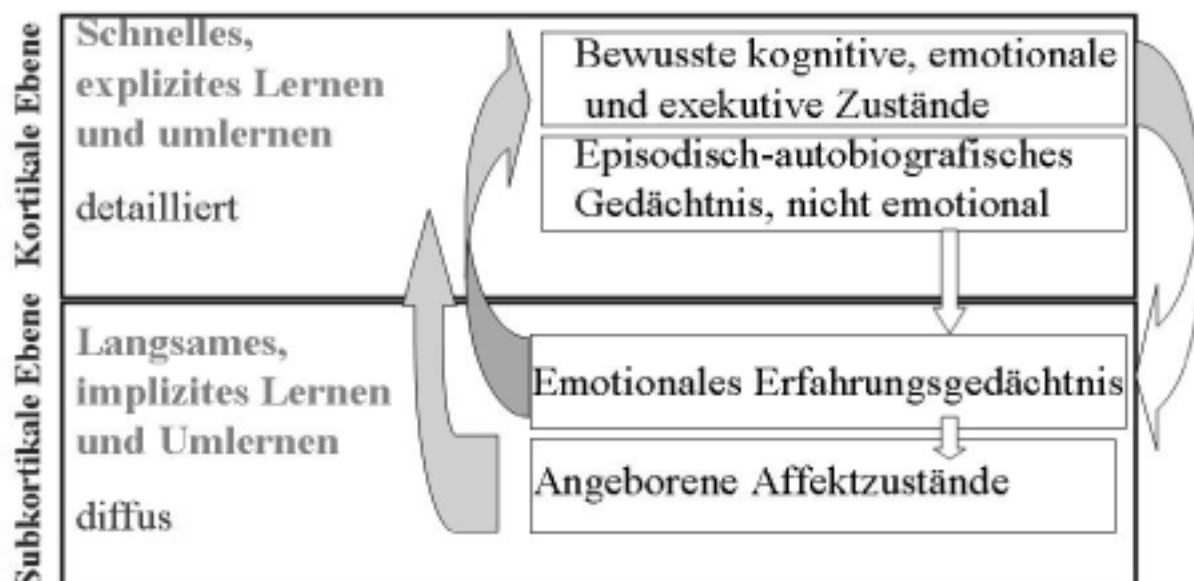 Kortikale Ebene
Schnelles,
explizites Lernen
und umlernen
detailliert
Bewusste kognitive, emotionale
und exekutive Zustände
Episodisch-autobiografisches
Gedächtnis, nicht emotional
Subkortikale Ebene
Langsames,
implizites Lernen
und Umlernen
diffus
Emotionales Erfahrungsgedächtnis
Angeborene Affektzustände